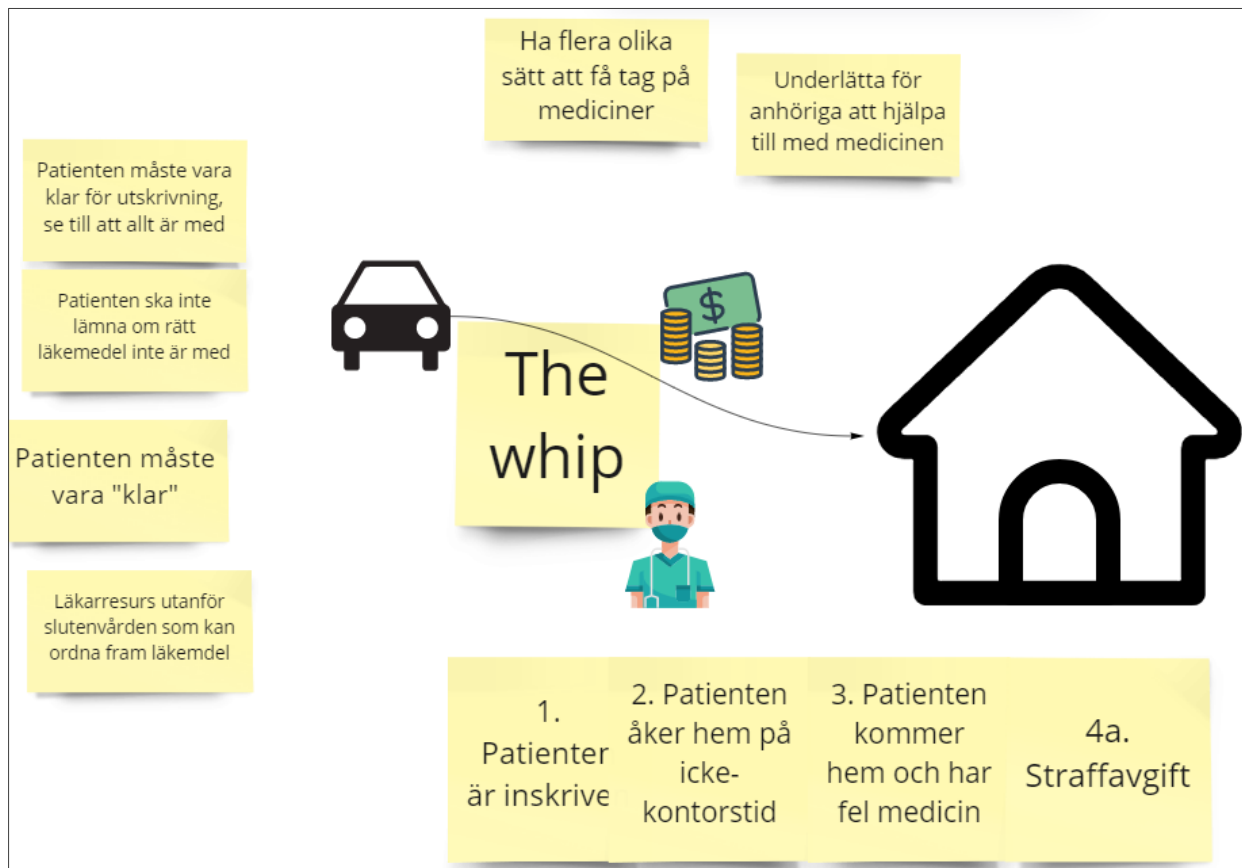 Ha flera olika
sätt att få tag på
mediciner
Underlätta för
anhöriga att hjälpa
till med medicinen
Patienten måste vara
klar för utskrivning,
se till att allt är med
Patienten ska inte
lämna om rätt
läkemedel inte är med
Patienten måste
vara "klar"
Läkarresurs utanför
slutenvården som kan
ordna fram läkemdel
The
whip
$
1.
Patienten
är inskriven
2. Patienten
åker hem på
icke-
kontorstid
3. Patienten
kommer
hem och har
fel medicin
4a.
Straffavgift